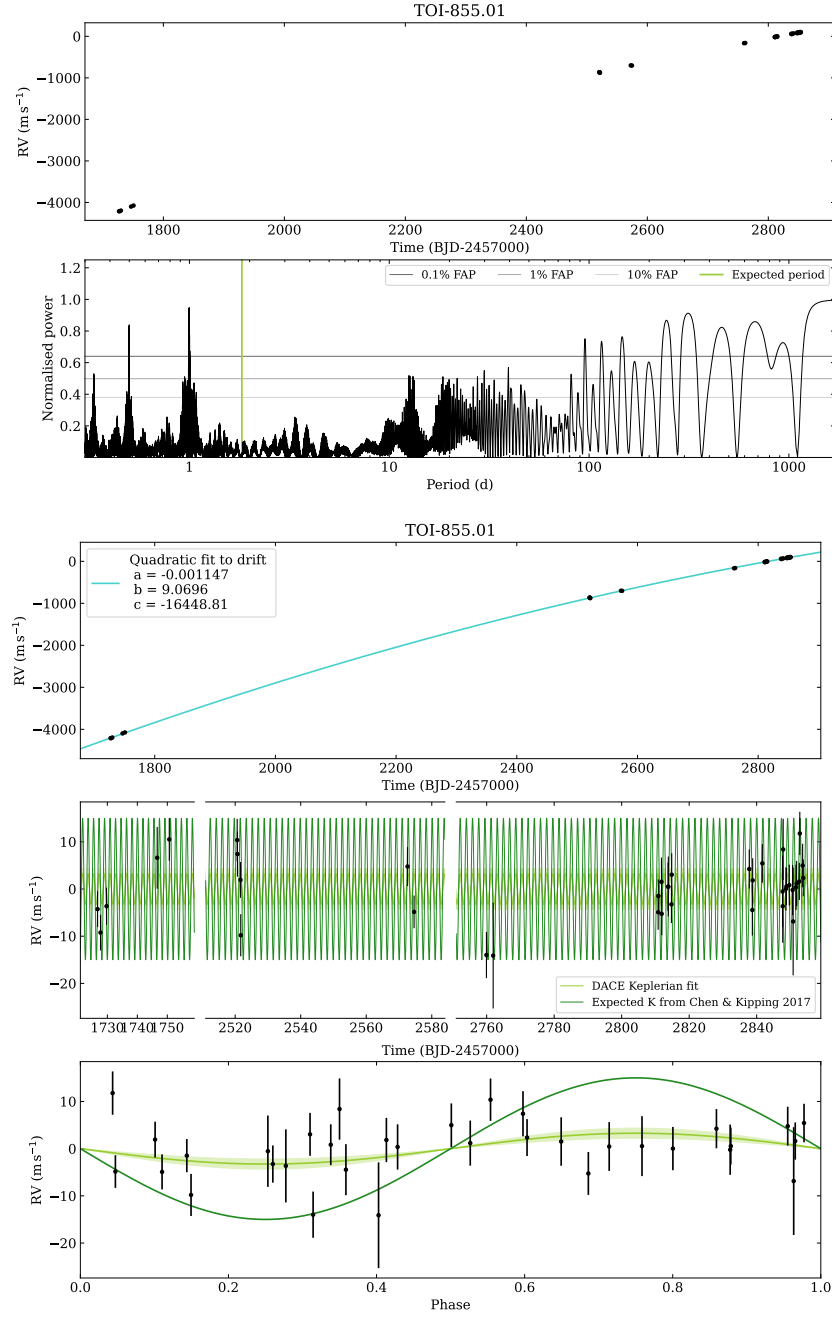 TOI-855.01
0
−1000
−2000
−3000
−4000
RV (m s⁻¹)
1800 2000 2200 2400 2600 2800
Time (BJD-2457000)
1.2
1.0
0.8
0.6
0.4
0.2
Normalised power
0.1% FAP 1% FAP 10% FAP Expected period
1 10 100 1000
Period (d)
TOI-855.01
0
−1000
−2000
−3000
−4000
RV (m s⁻¹)
Quadratic fit to drift
a = -0.001147
b = 9.0696
c = -16448.81
1800 2000 2200 2400 2600 2800
Time (BJD-2457000)
10
0
−10
−20
RV (m s⁻¹)
DACE Keplerian fit
Expected K from Chen & Kipping 2017
1730 1740 1750 2520 2540 2560 2580 2760 2780 2800 2820 2840
Time (BJD-2457000)
10
0
−10
−20
RV (m s⁻¹)
0.0 0.2 0.4 0.6 0.8 1.0
Phase